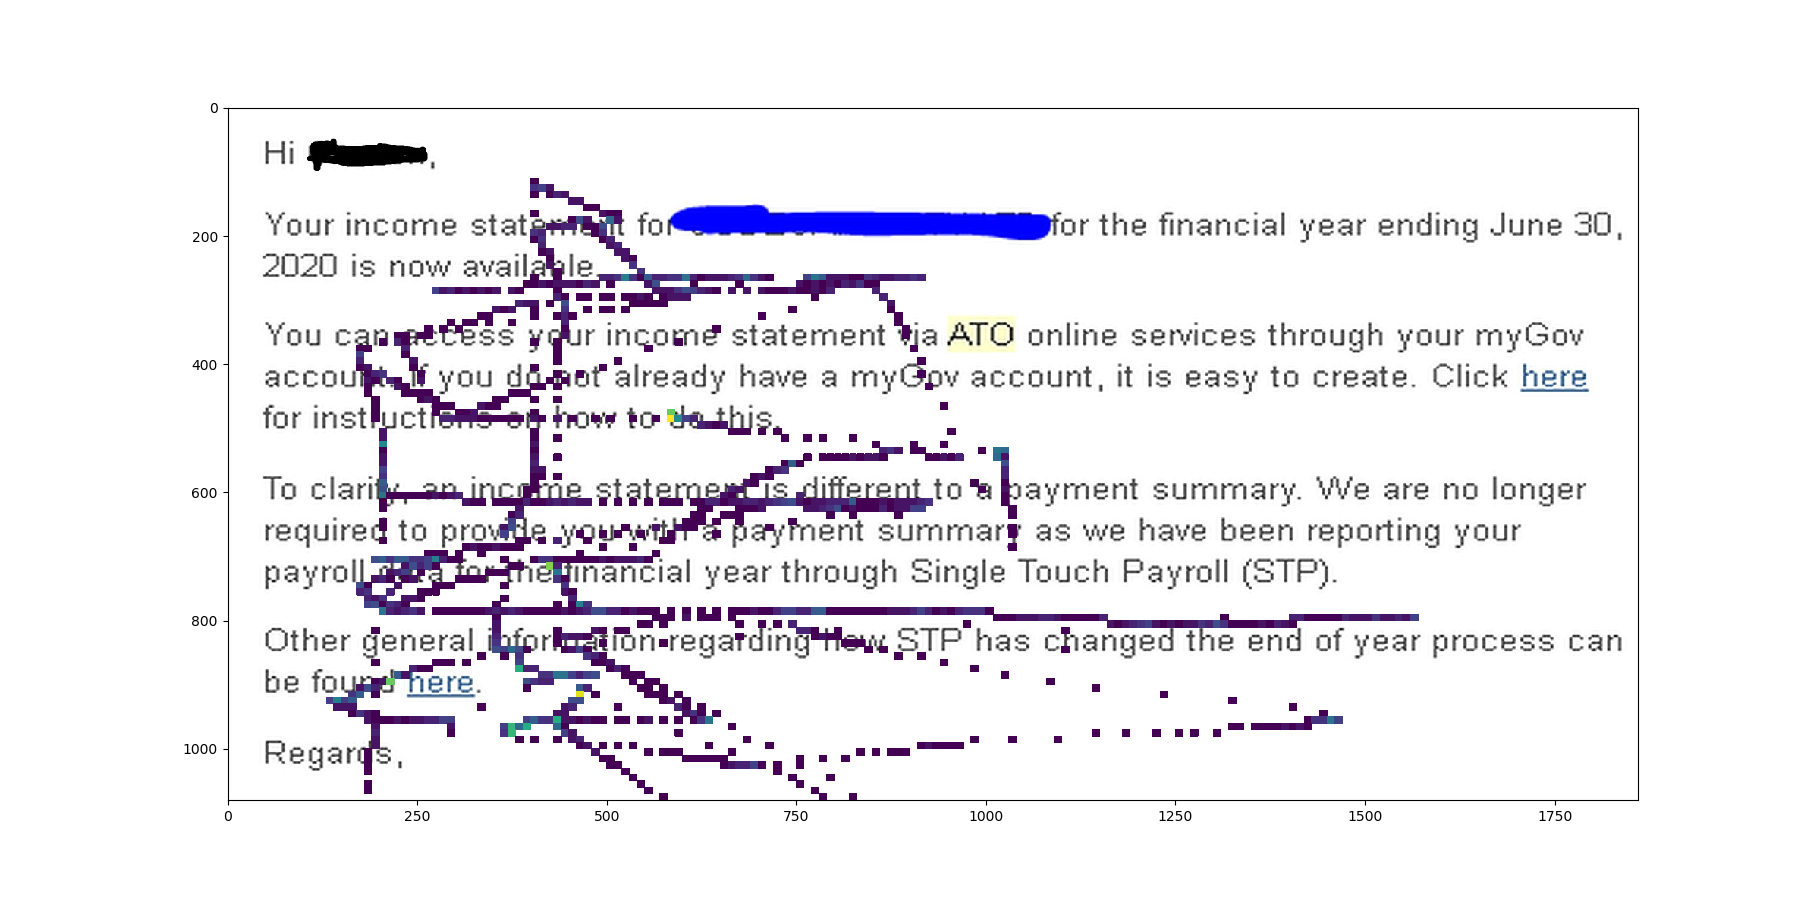 Hi ,
Your income statement for for the financial year ending June 30,
2020 is now available.
You can access your income statement via ATO online services through your myGov
account. If you do not already have a myGov account, it is easy to create. Click here
for instructions on how to do this.
To clarify, an income statement is different to a payment summary. We are no longer
required to provide you with a payment summary as we have been reporting your
payroll data for the financial year through Single Touch Payroll (STP).
Other general information regarding how STP has changed the end of year process can
be found here.
Regards,
0
200
400
600
800
1000
0 250 500 750 1000 1250 1500 1750